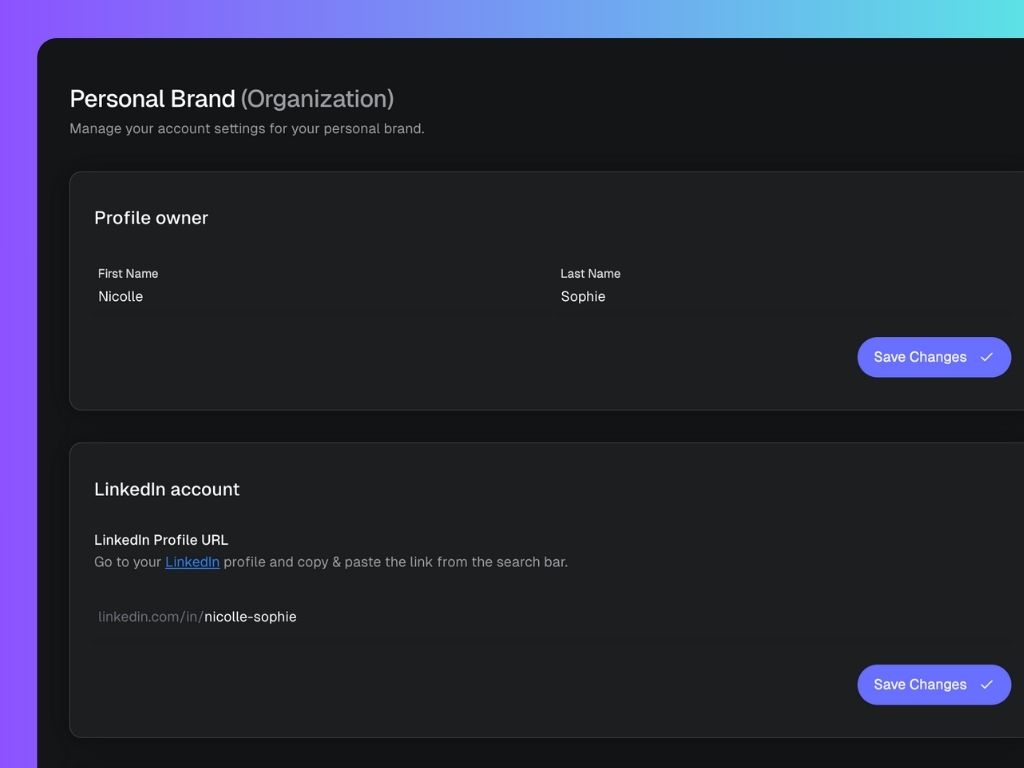 Personal Brand (Organization)
Manage your account settings for your personal brand.
Profile owner
First Name
Last Name
Nicolle
Sophie
Save Changes
LinkedIn account
LinkedIn Profile URL
Go to your LinkedIn profile and copy & paste the link from the search bar.
linkedin.com/in/nicolle-sophie
Save Changes